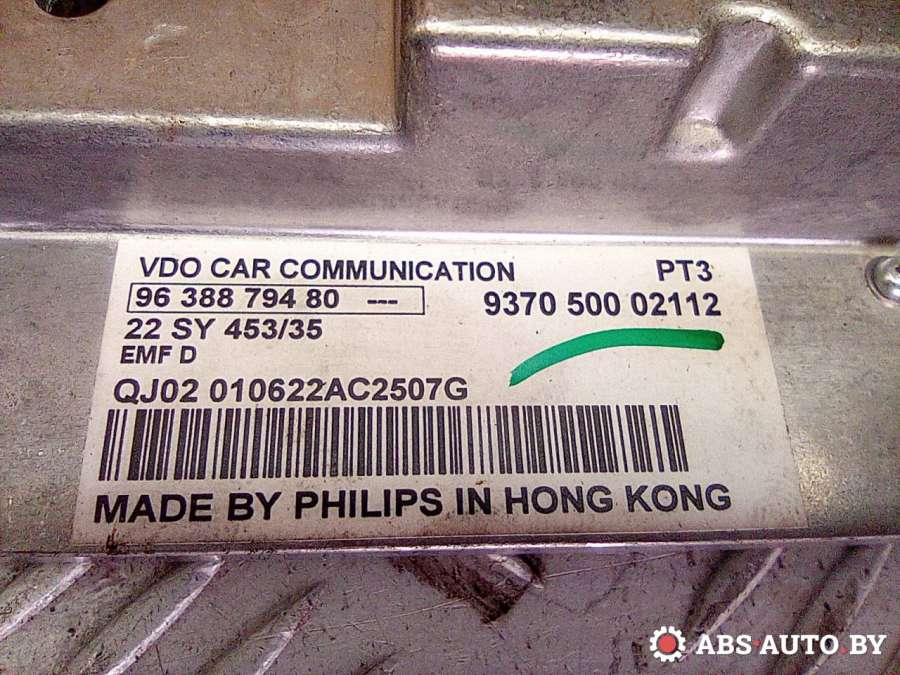 VDO CAR COMMUNICATION PT3
96 388 794 80 --- 9370 500 02112
22 SY 453/35
EMF D
QJ02 010622AC2507G
MADE BY PHILIPS IN HONG KONG
ABS-AUTO.BY